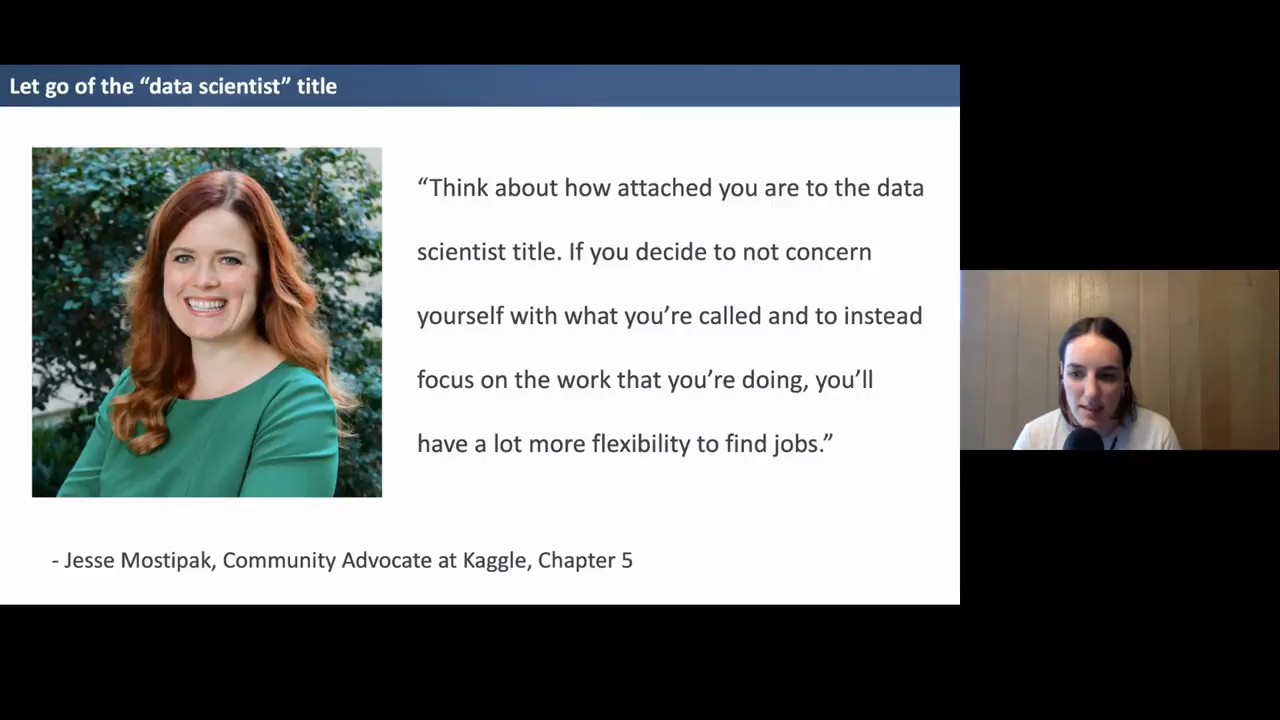 Let go of the “data scientist” title
“Think about how attached you are to the data
scientist title. If you decide to not concern
yourself with what you’re called and to instead
focus on the work that you’re doing, you’ll
have a lot more flexibility to find jobs.”
- Jesse Mostipak, Community Advocate at Kaggle, Chapter 5